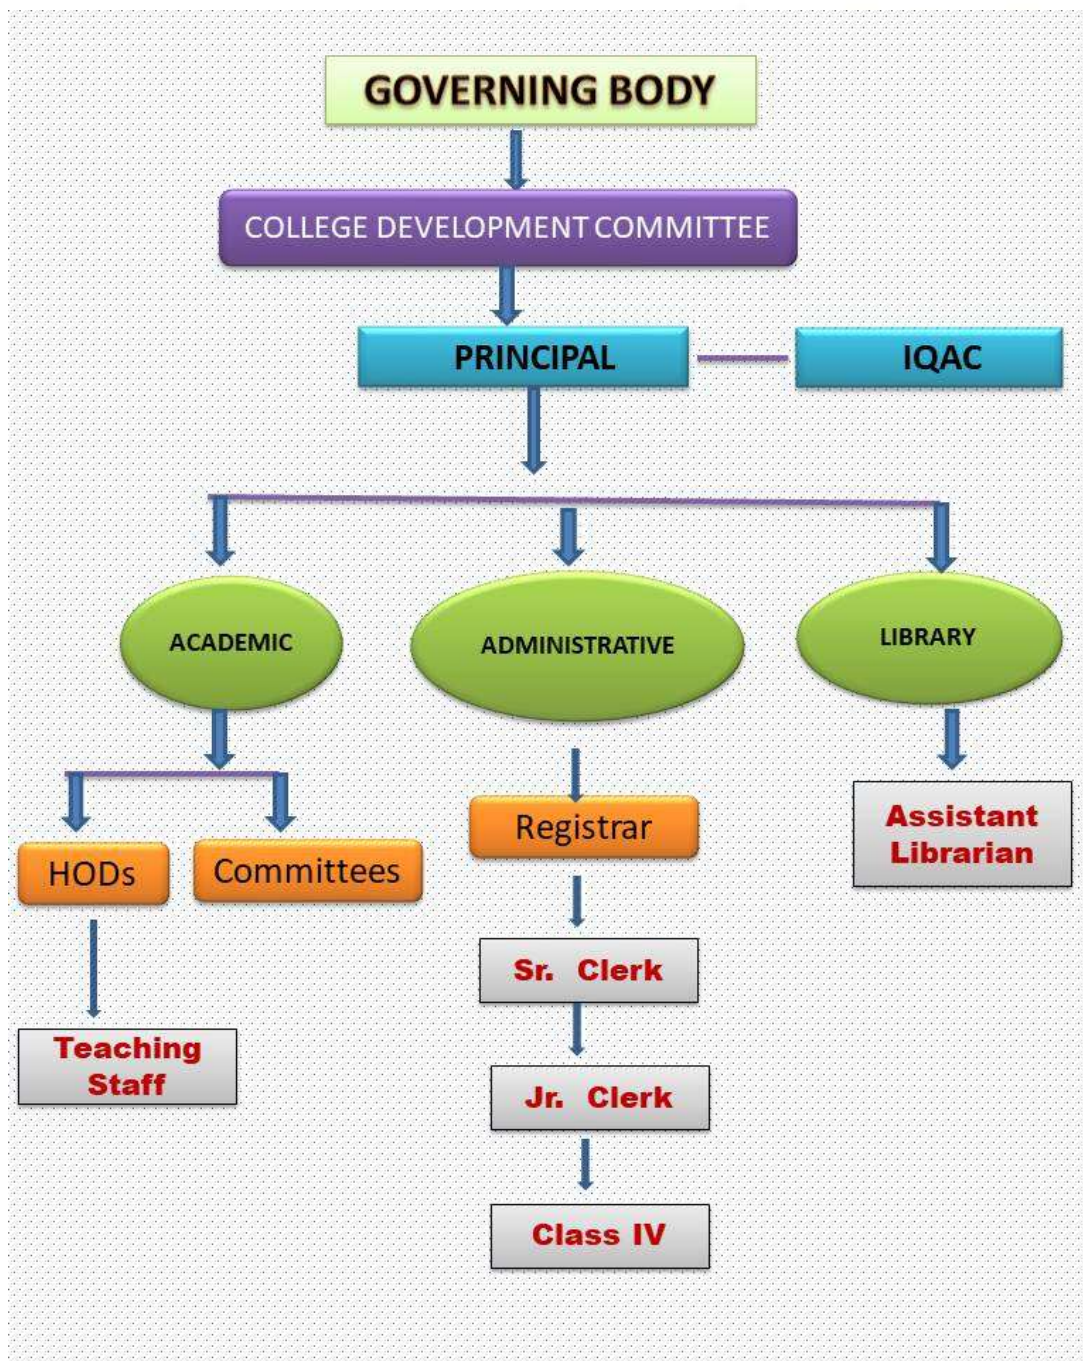 GOVERNING BODY
COLLEGE DEVELOPMENT COMMITTEE
PRINCIPAL
IQAC
ACADEMIC
ADMINISTRATIVE
LIBRARY
HODs
Committees
Registrar
Assistant
Librarian
Sr. Clerk
Teaching
Staff
Jr. Clerk
Class IV